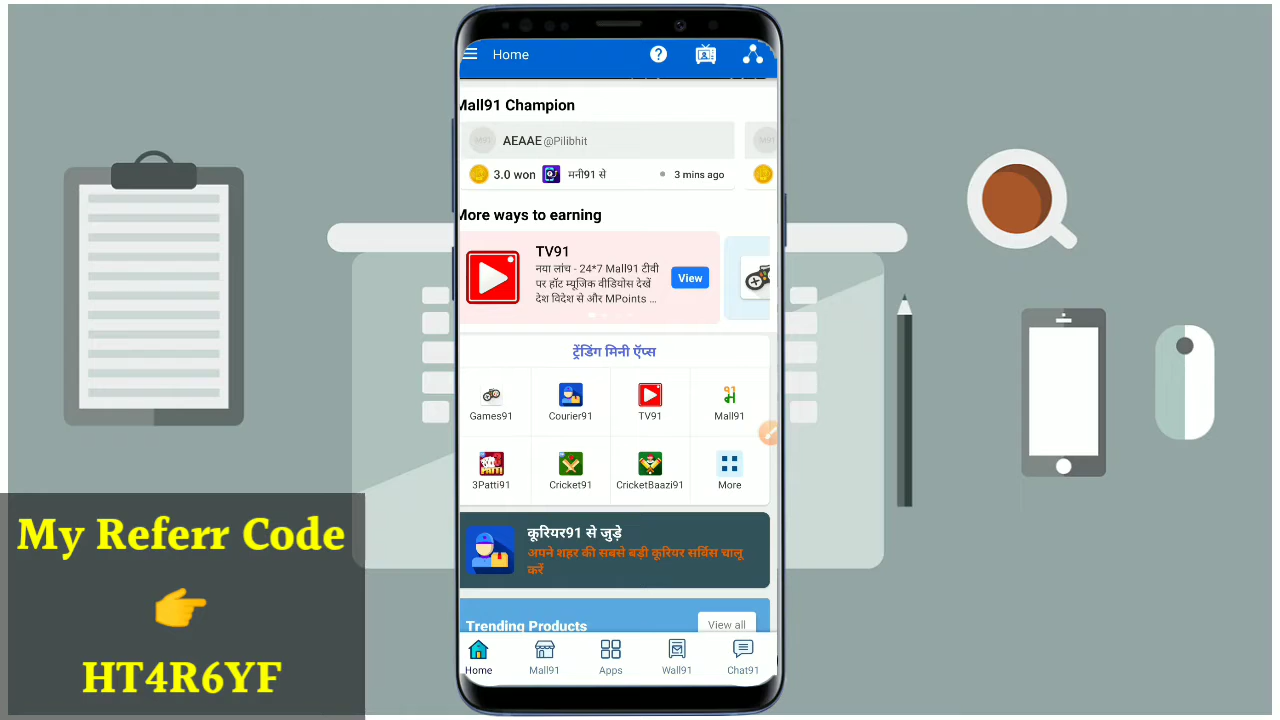 Home
Mall91 Champion
AEAAE @Pilibhit
3.0 won मनी91 से 3 mins ago
More ways to earning
TV91
नया लांच - 24*7 Mall91 टीवी
पर हॉट म्यूजिक वीडियोस देखें
देश विदेश से और MPoints ...
View
ट्रेंडिंग मिनी ऍप्स
Games91 Courier91 TV91 Mall91
3Patti91 Cricket91 CricketBaazi91 More
कूरियर91 से जुड़े
अपने शहर की सबसे बड़ी कूरियर सर्विस चालू
करें
Trending Products View all
Home Mall91 Apps Wall91 Chat91
My Referr Code
👉
HT4R6YF